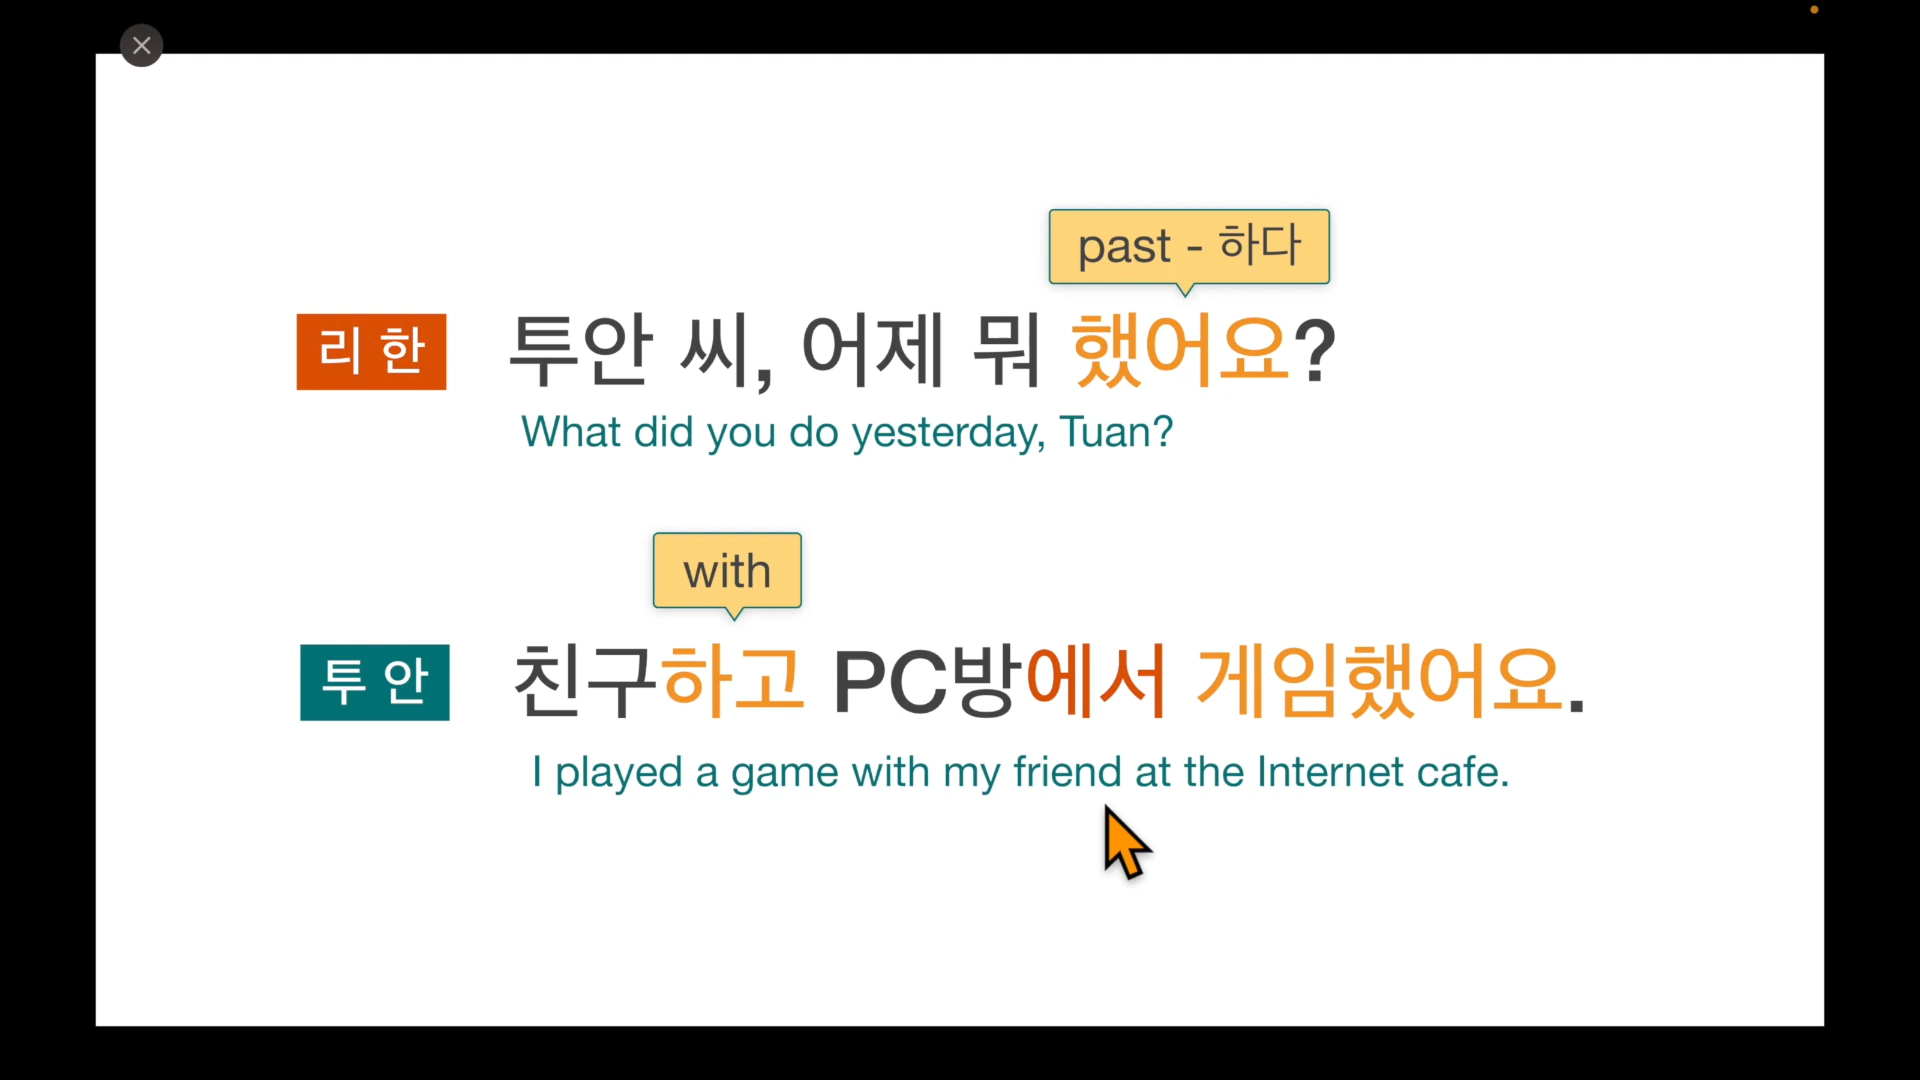 past - 하다
리 한 투안 씨, 어제 뭐 했어요?
What did you do yesterday, Tuan?
with
투 안 친구하고 PC방에서 게임했어요.
I played a game with my friend at the Internet cafe.